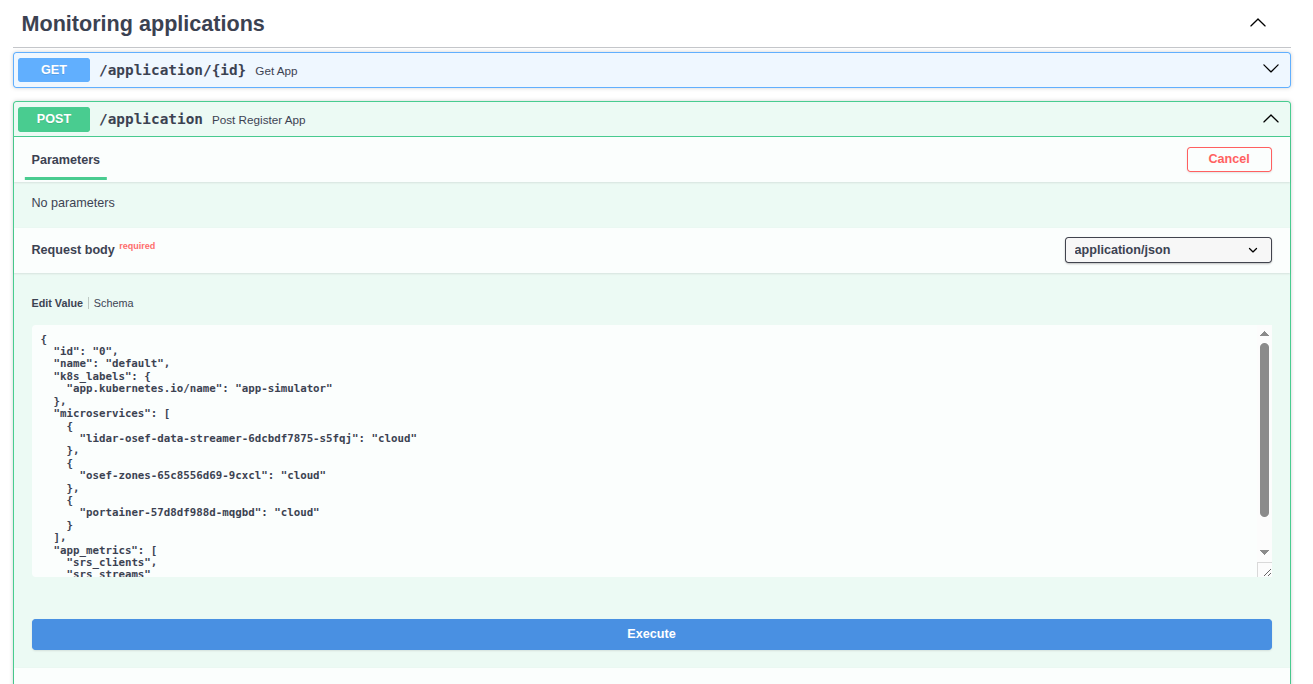 Monitoring applications
GET /application/{id} Get App
POST /application Post Register App
Parameters
Cancel
No parameters
Request body required
application/json
Edit Value | Schema
{
"id": "0",
"name": "default",
"k8s_labels": {
"app.kubernetes.io/name": "app-simulator"
},
"microservices": [
{
"lidar-osef-data-streamer-6dcbdf7875-s5fqj": "cloud"
},
{
"osef-zones-65c8556d69-9cxcl": "cloud"
},
{
"portainer-57d8df988d-mqgbd": "cloud"
}
],
"app_metrics": [
"srs_clients",
"srs_streams"
Execute